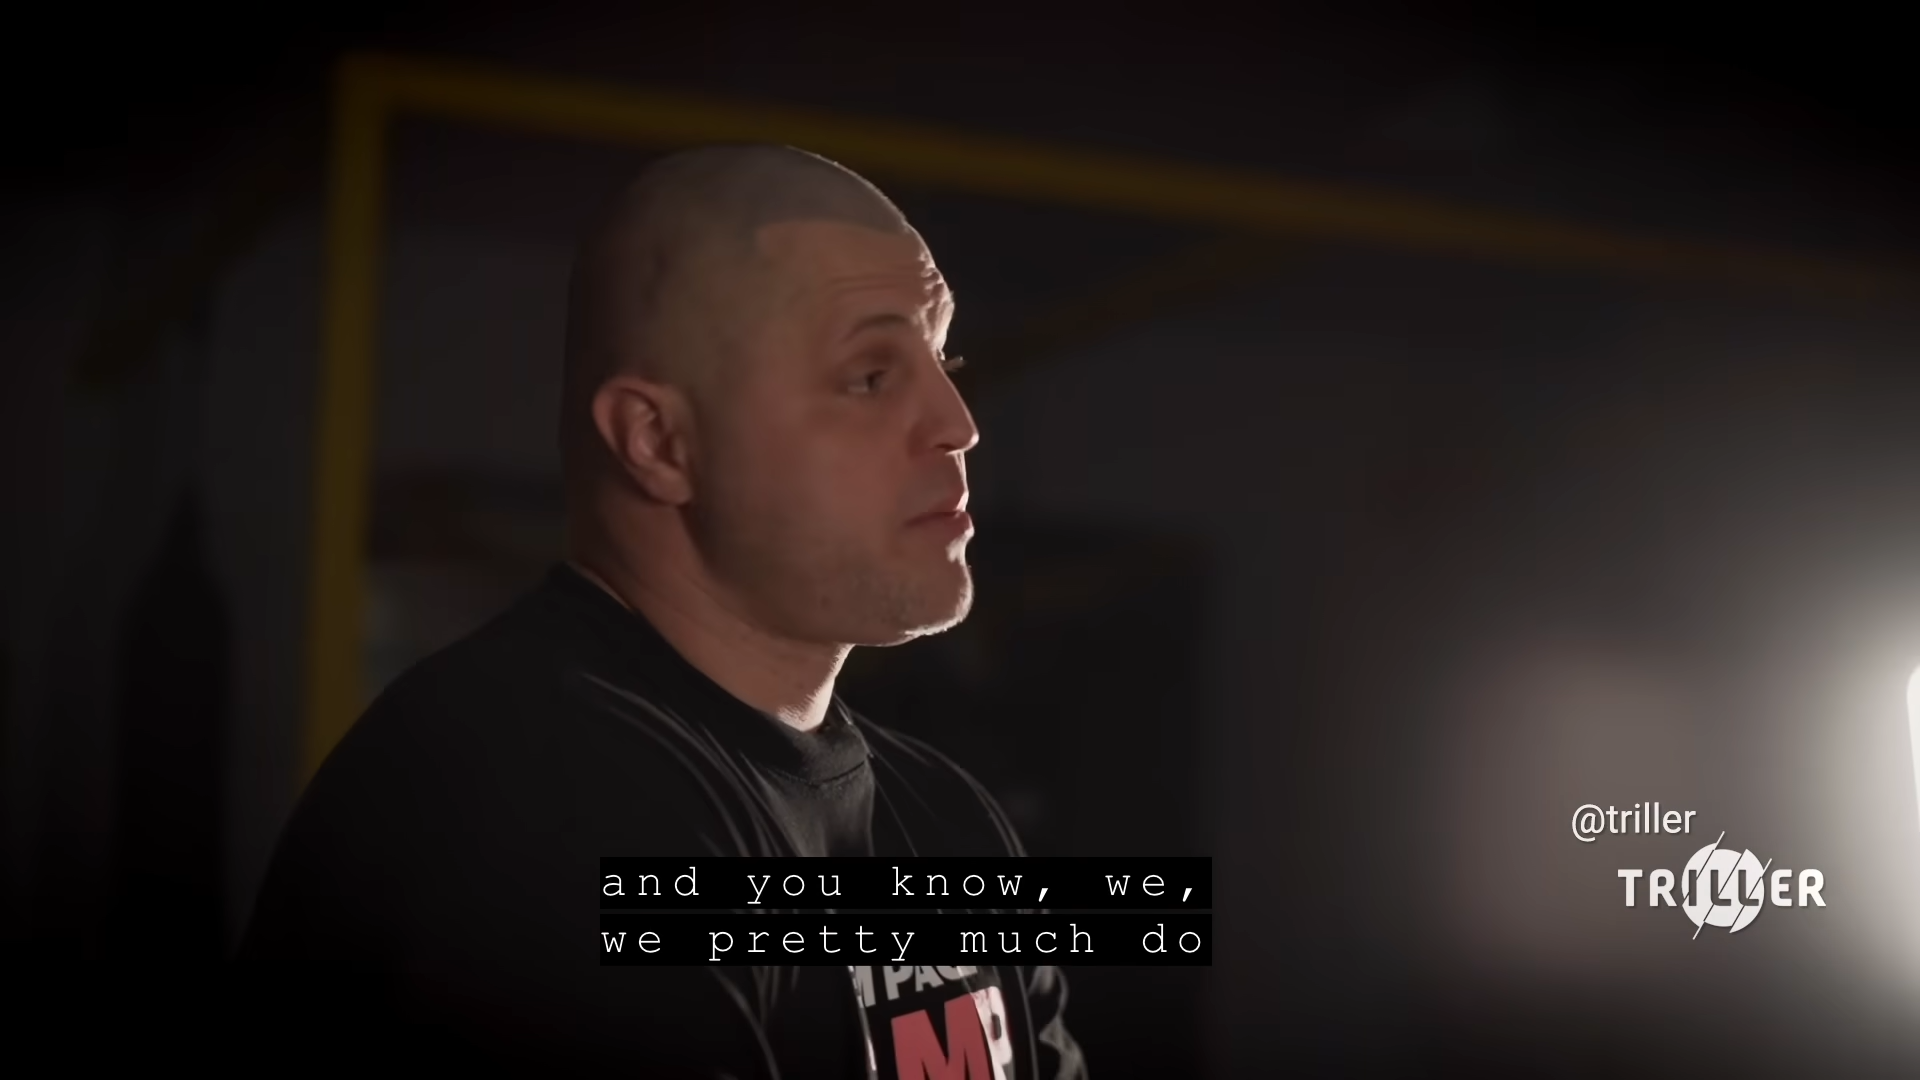 @triller
TRILLER
and you know, we,
we pretty much do
M